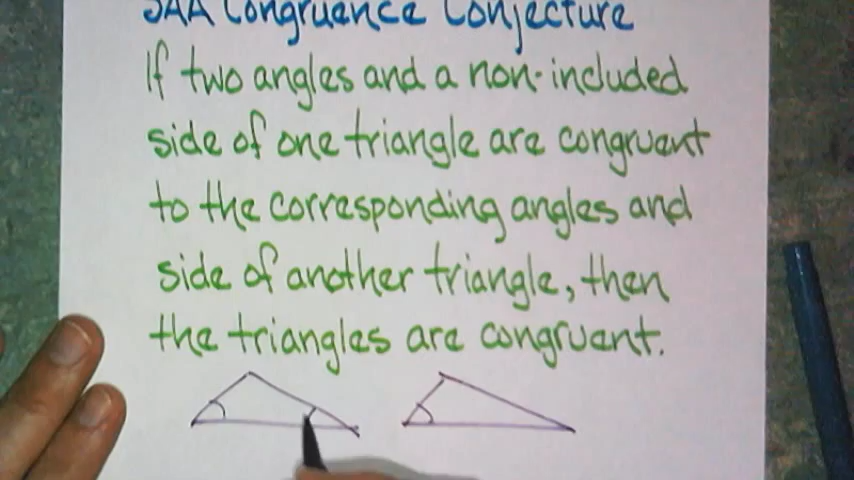 SAA Congruence Conjecture
If two angles and a non-included
side of one triangle are congruent
to the corresponding angles and
side of another triangle, then
the triangles are congruent.